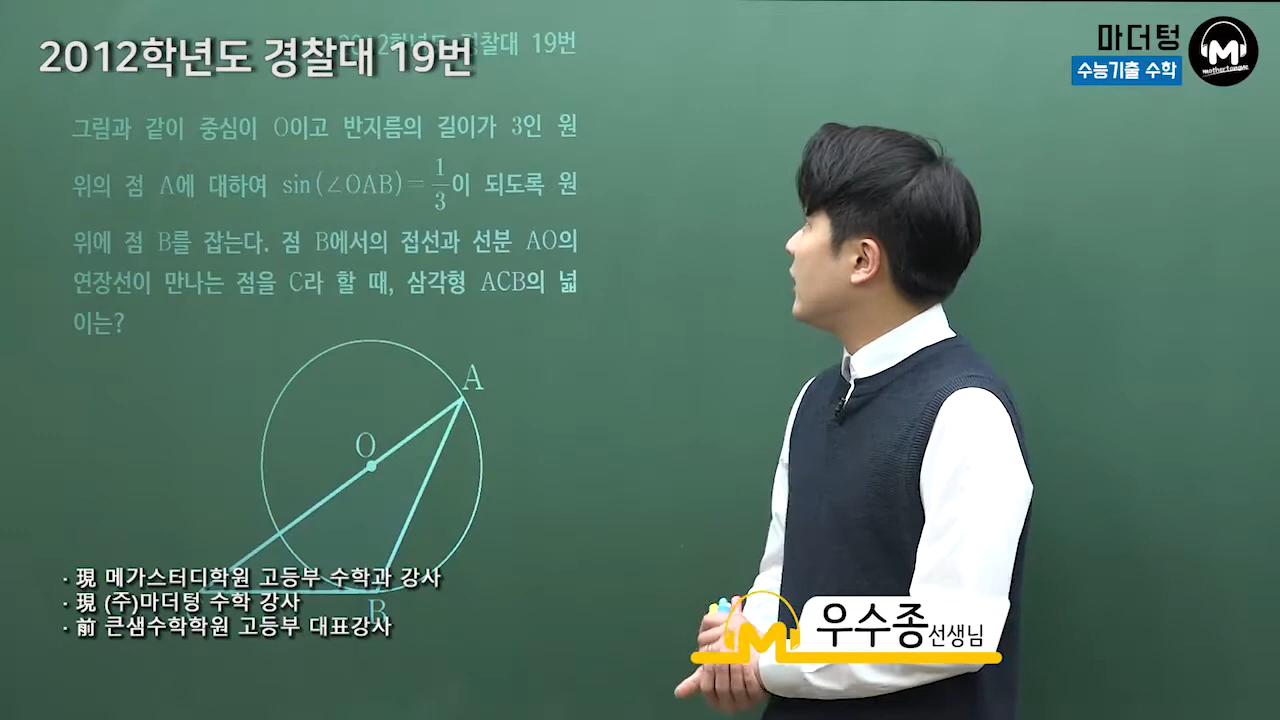 2012학년도 경찰대 19번
2012학년도 경찰대 19번
마더텅
수능기출 수학
M
mothertongue
그림과 같이 중심이 O이고 반지름의 길이가 3인 원
위의 점 A에 대하여 sin(∠OAB)=1/3이 되도록 원
위에 점 B를 잡는다. 점 B에서의 접선과 선분 AO의
연장선이 만나는 점을 C라 할 때, 삼각형 ACB의 넓
이는?
A
O
B
· 現 메가스터디학원 고등부 수학과 강사
· 現 (주)마더텅 수학 강사
· 前 큰샘수학학원 고등부 대표강사
M
우수종선생님